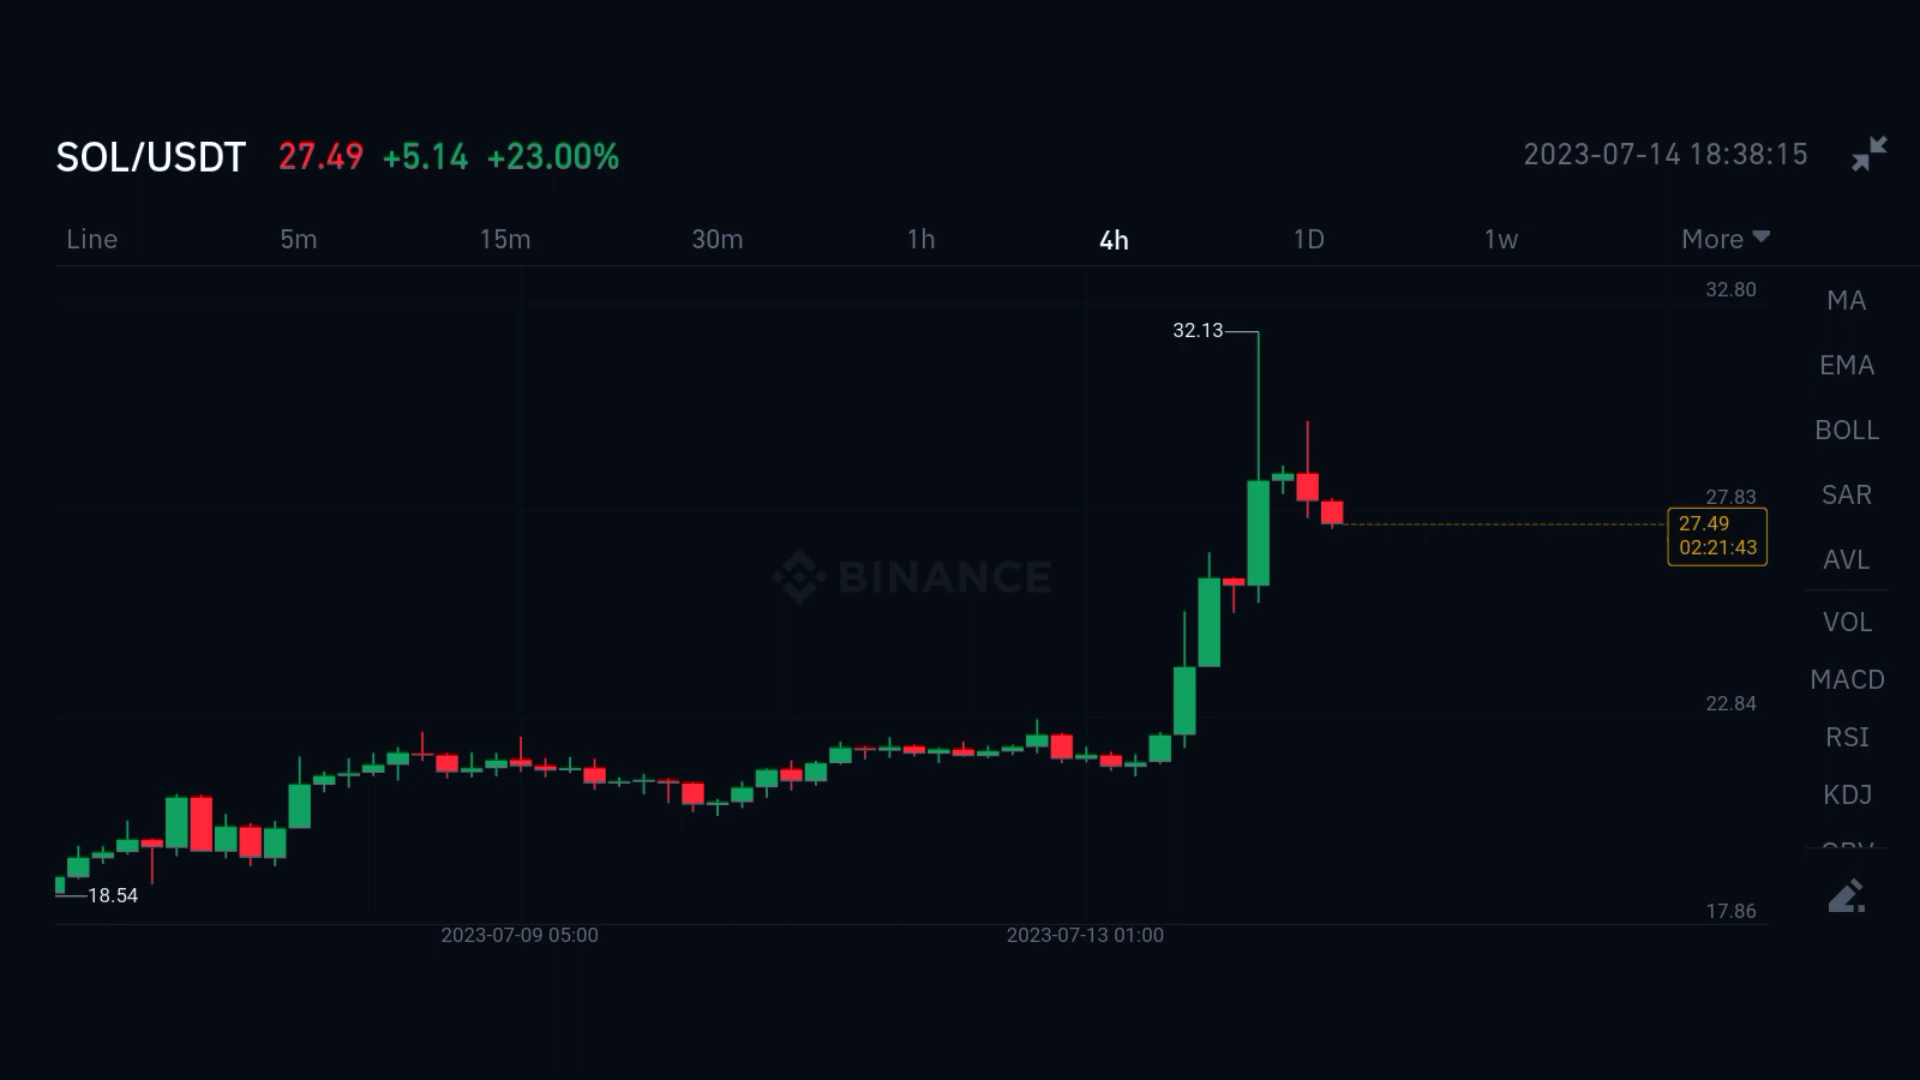 SOL/USDT 27.49 +5.14 +23.00% 2023-07-14 18:38:15
Line 5m 15m 30m 1h 4h 1D 1w More
32.80
MA
32.13
EMA
BOLL
27.83
SAR
27.49
02:21:43
AVL
BINANCE
VOL
22.84
MACD
RSI
KDJ
18.54
17.86
2023-07-09 05:00 2023-07-13 01:00